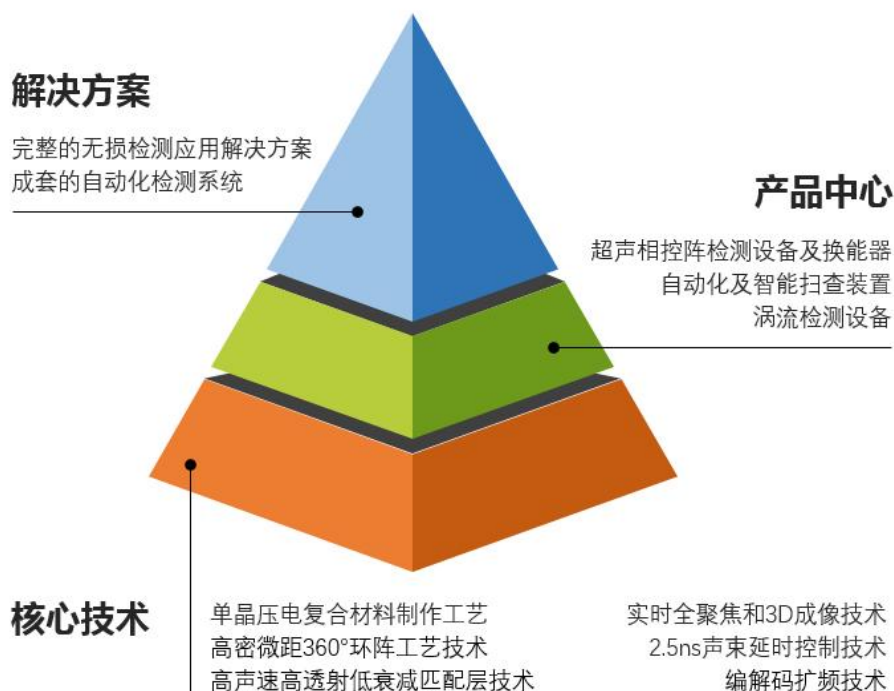 解决方案
完整的无损检测应用解决方案
成套的自动化检测系统
产品中心
超声相控阵检测设备及换能器
自动化及智能扫查装置
涡流检测设备
核心技术
单晶压电复合材料制作工艺
高密微距360°环阵工艺技术
高声速高透射低衰减匹配层技术
实时全聚焦和3D成像技术
2.5ns声束延时控制技术
编解码扩频技术